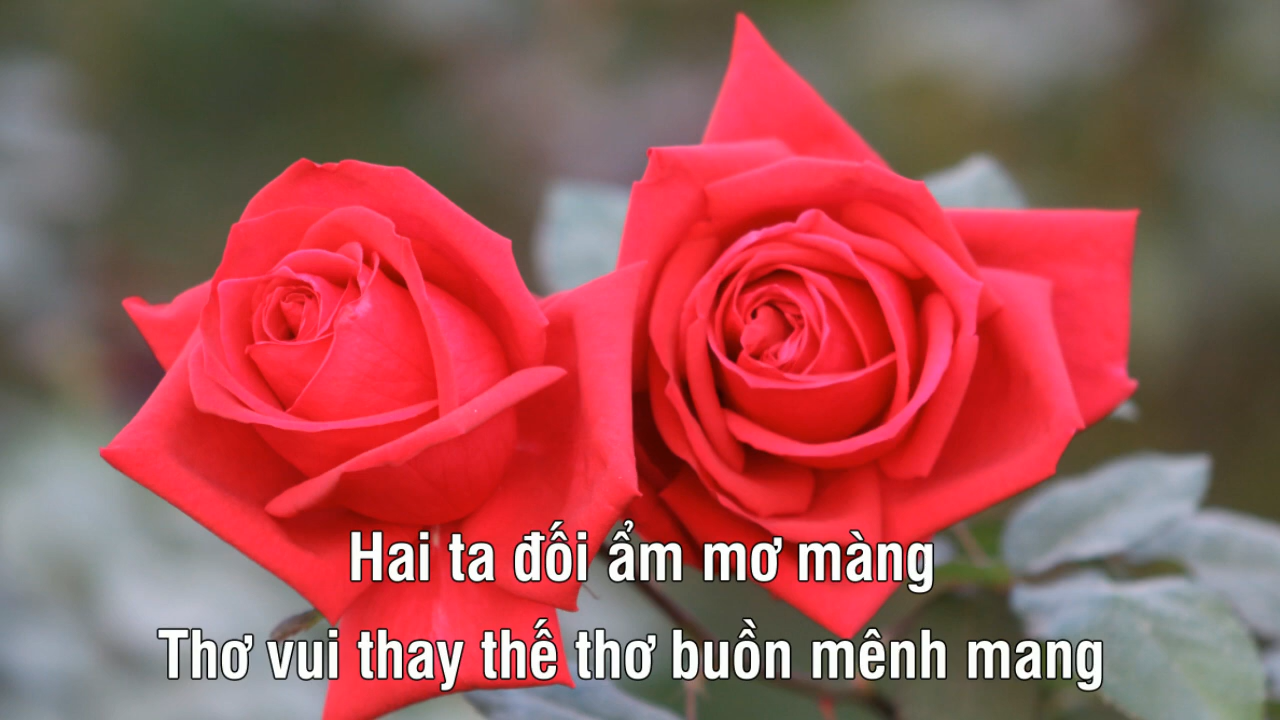 Hai ta đối ẩm mơ màng
Thơ vui thay thế thơ buồn mênh mang